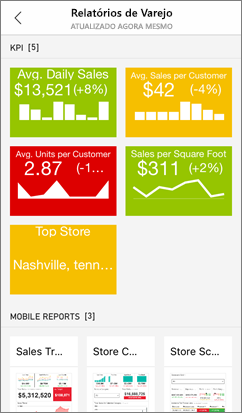 Relatórios de Varejo
ATUALIZADO AGORA MESMO
KPI [5]
Avg. Daily Sales
$13,521(+8%)
Avg. Sales per Customer
$42 (-4%)
Avg. Units per Customer
2.87 (-1...
Sales per Square Foot
$311 (+2%)
Top Store
Nashville, tenn...
MOBILE REPORTS [3]
Sales Tr...
Store C...
Store Sc...
$5,312,520